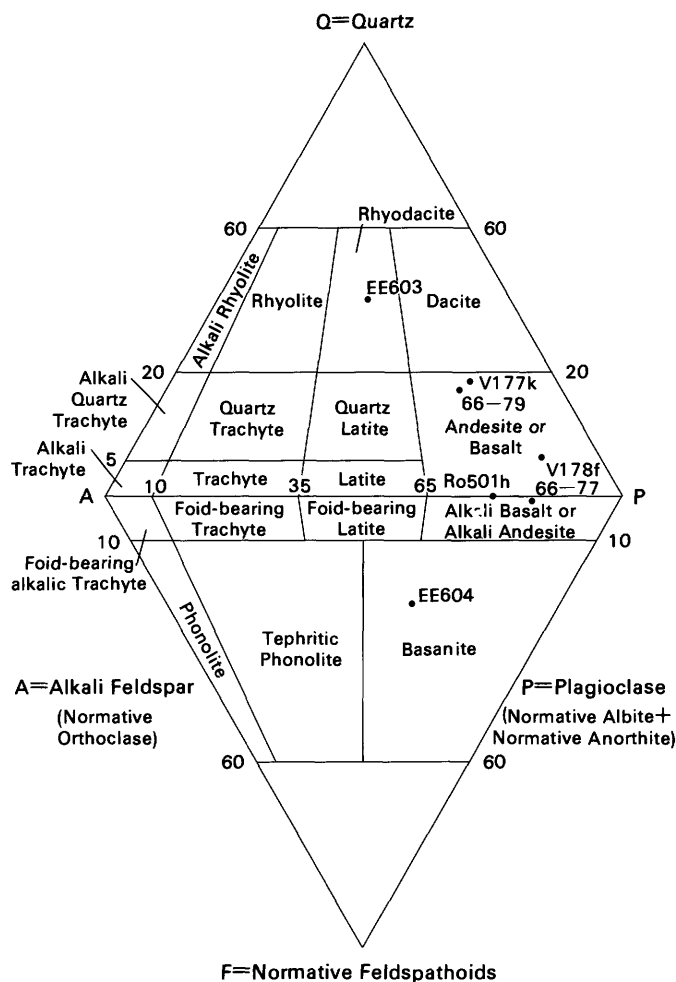 Q=Quartz
Rhyodacite
60
60
Alkali Rhyolite
Rhyolite
EE603
Dacite
20
20
Alkali
Quartz
Trachyte
V177k
66—79
Quartz
Trachyte
Quartz
Latite
Andesite or
Basalt
Alkali
Trachyte
5
V178f
Trachyte
Latite
Ro501h
66—77
A
10
35
65
P
Foid-bearing
Trachyte
Foid-bearing
Latite
Alkali Basalt or
Alkali Andesite
10
10
Foid-bearing
alkalic Trachyte
EE604
Phonolite
Tephritic
Phonolite
Basanite
A=Alkali Feldspar
(Normative
Orthoclase)
P=Plagioclase
(Normative Albite+
Normative Anorthite)
60
60
F=Normative Feldspathoids